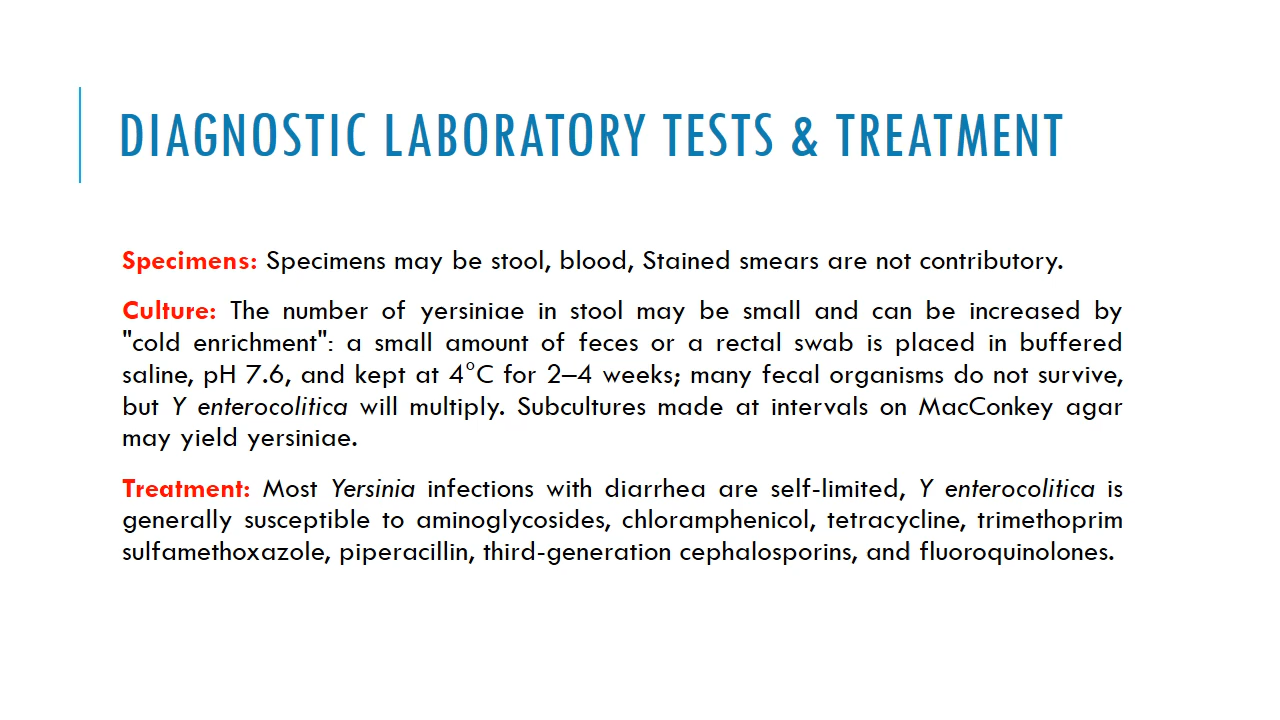 DIAGNOSTIC LABORATORY TESTS & TREATMENT
Specimens: Specimens may be stool, blood, Stained smears are not contributory.
Culture: The number of yersiniae in stool may be small and can be increased by
"cold enrichment": a small amount of feces or a rectal swab is placed in buffered
saline, pH 7.6, and kept at 4°C for 2–4 weeks; many fecal organisms do not survive,
but Y enterocolitica will multiply. Subcultures made at intervals on MacConkey agar
may yield yersiniae.
Treatment: Most Yersinia infections with diarrhea are self-limited, Y enterocolitica is
generally susceptible to aminoglycosides, chloramphenicol, tetracycline, trimethoprim
sulfamethoxazole, piperacillin, third-generation cephalosporins, and fluoroquinolones.